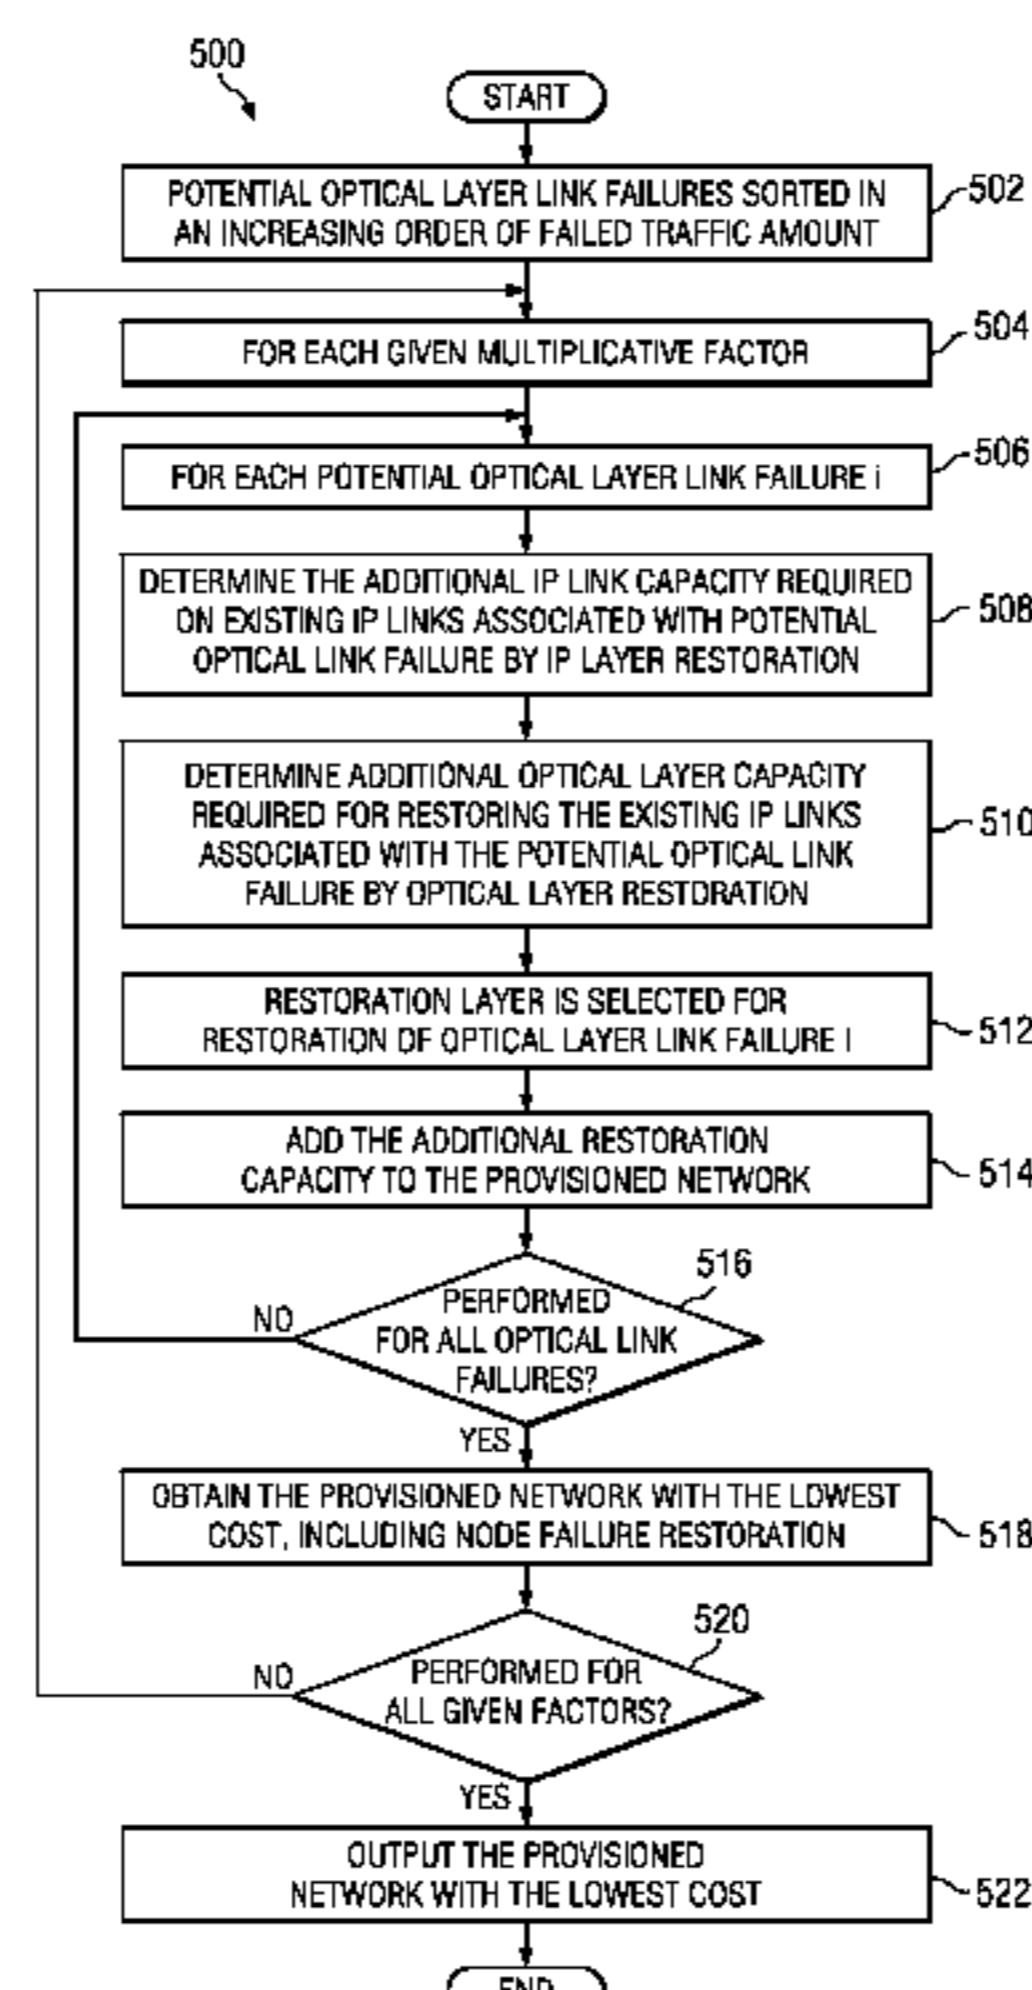 500
START
POTENTIAL OPTICAL LAYER LINK FAILURES SORTED IN
AN INCREASING ORDER OF FAILED TRAFFIC AMOUNT
502
FOR EACH GIVEN MULTIPLICATIVE FACTOR
504
FOR EACH POTENTIAL OPTICAL LAYER LINK FAILURE i
506
DETERMINE THE ADDITIONAL IP LINK CAPACITY REQUIRED
ON EXISTING IP LINKS ASSOCIATED WITH POTENTIAL
OPTICAL LINK FAILURE BY IP LAYER RESTORATION
508
DETERMINE ADDITIONAL OPTICAL LAYER CAPACITY
REQUIRED FOR RESTORING THE EXISTING IP LINKS
ASSOCIATED WITH THE POTENTIAL OPTICAL LINK
FAILURE BY OPTICAL LAYER RESTORATION
510
RESTORATION LAYER IS SELECTED FOR
RESTORATION OF OPTICAL LAYER LINK FAILURE I
512
ADD THE ADDITIONAL RESTORATION
CAPACITY TO THE PROVISIONED NETWORK
514
516
PERFORMED
FOR ALL OPTICAL LINK
FAILURES?
NO
YES
OBTAIN THE PROVISIONED NETWORK WITH THE LOWEST
COST, INCLUDING NODE FAILURE RESTORATION
518
520
PERFORMED FOR
ALL GIVEN FACTORS?
NO
YES
OUTPUT THE PROVISIONED
NETWORK WITH THE LOWEST COST
522
END